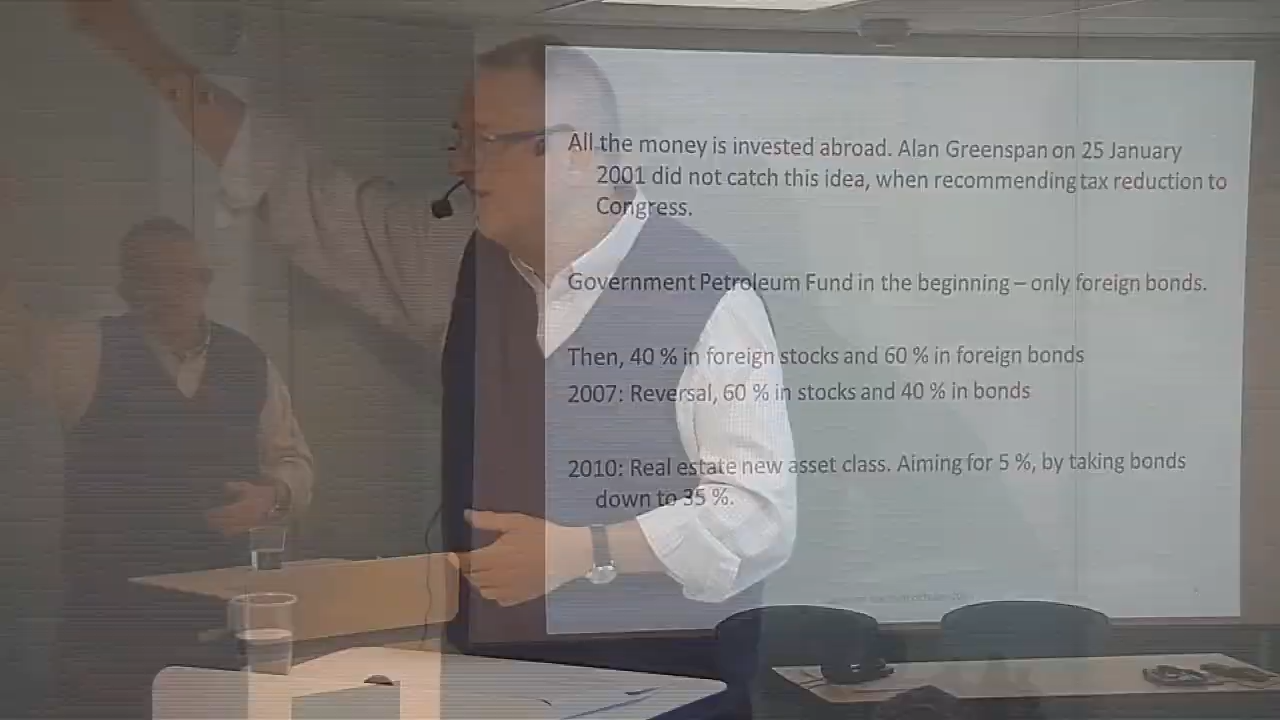 All the money is invested abroad. Alan Greenspan on 25 January
2001 did not catch this idea, when recommending tax reduction to
Congress.
Government Petroleum Fund in the beginning – only foreign bonds.
Then, 40 % in foreign stocks and 60 % in foreign bonds
2007: Reversal, 60 % in stocks and 40 % in bonds
2010: Real estate new asset class. Aiming for 5 %, by taking bonds
down to 35 %.